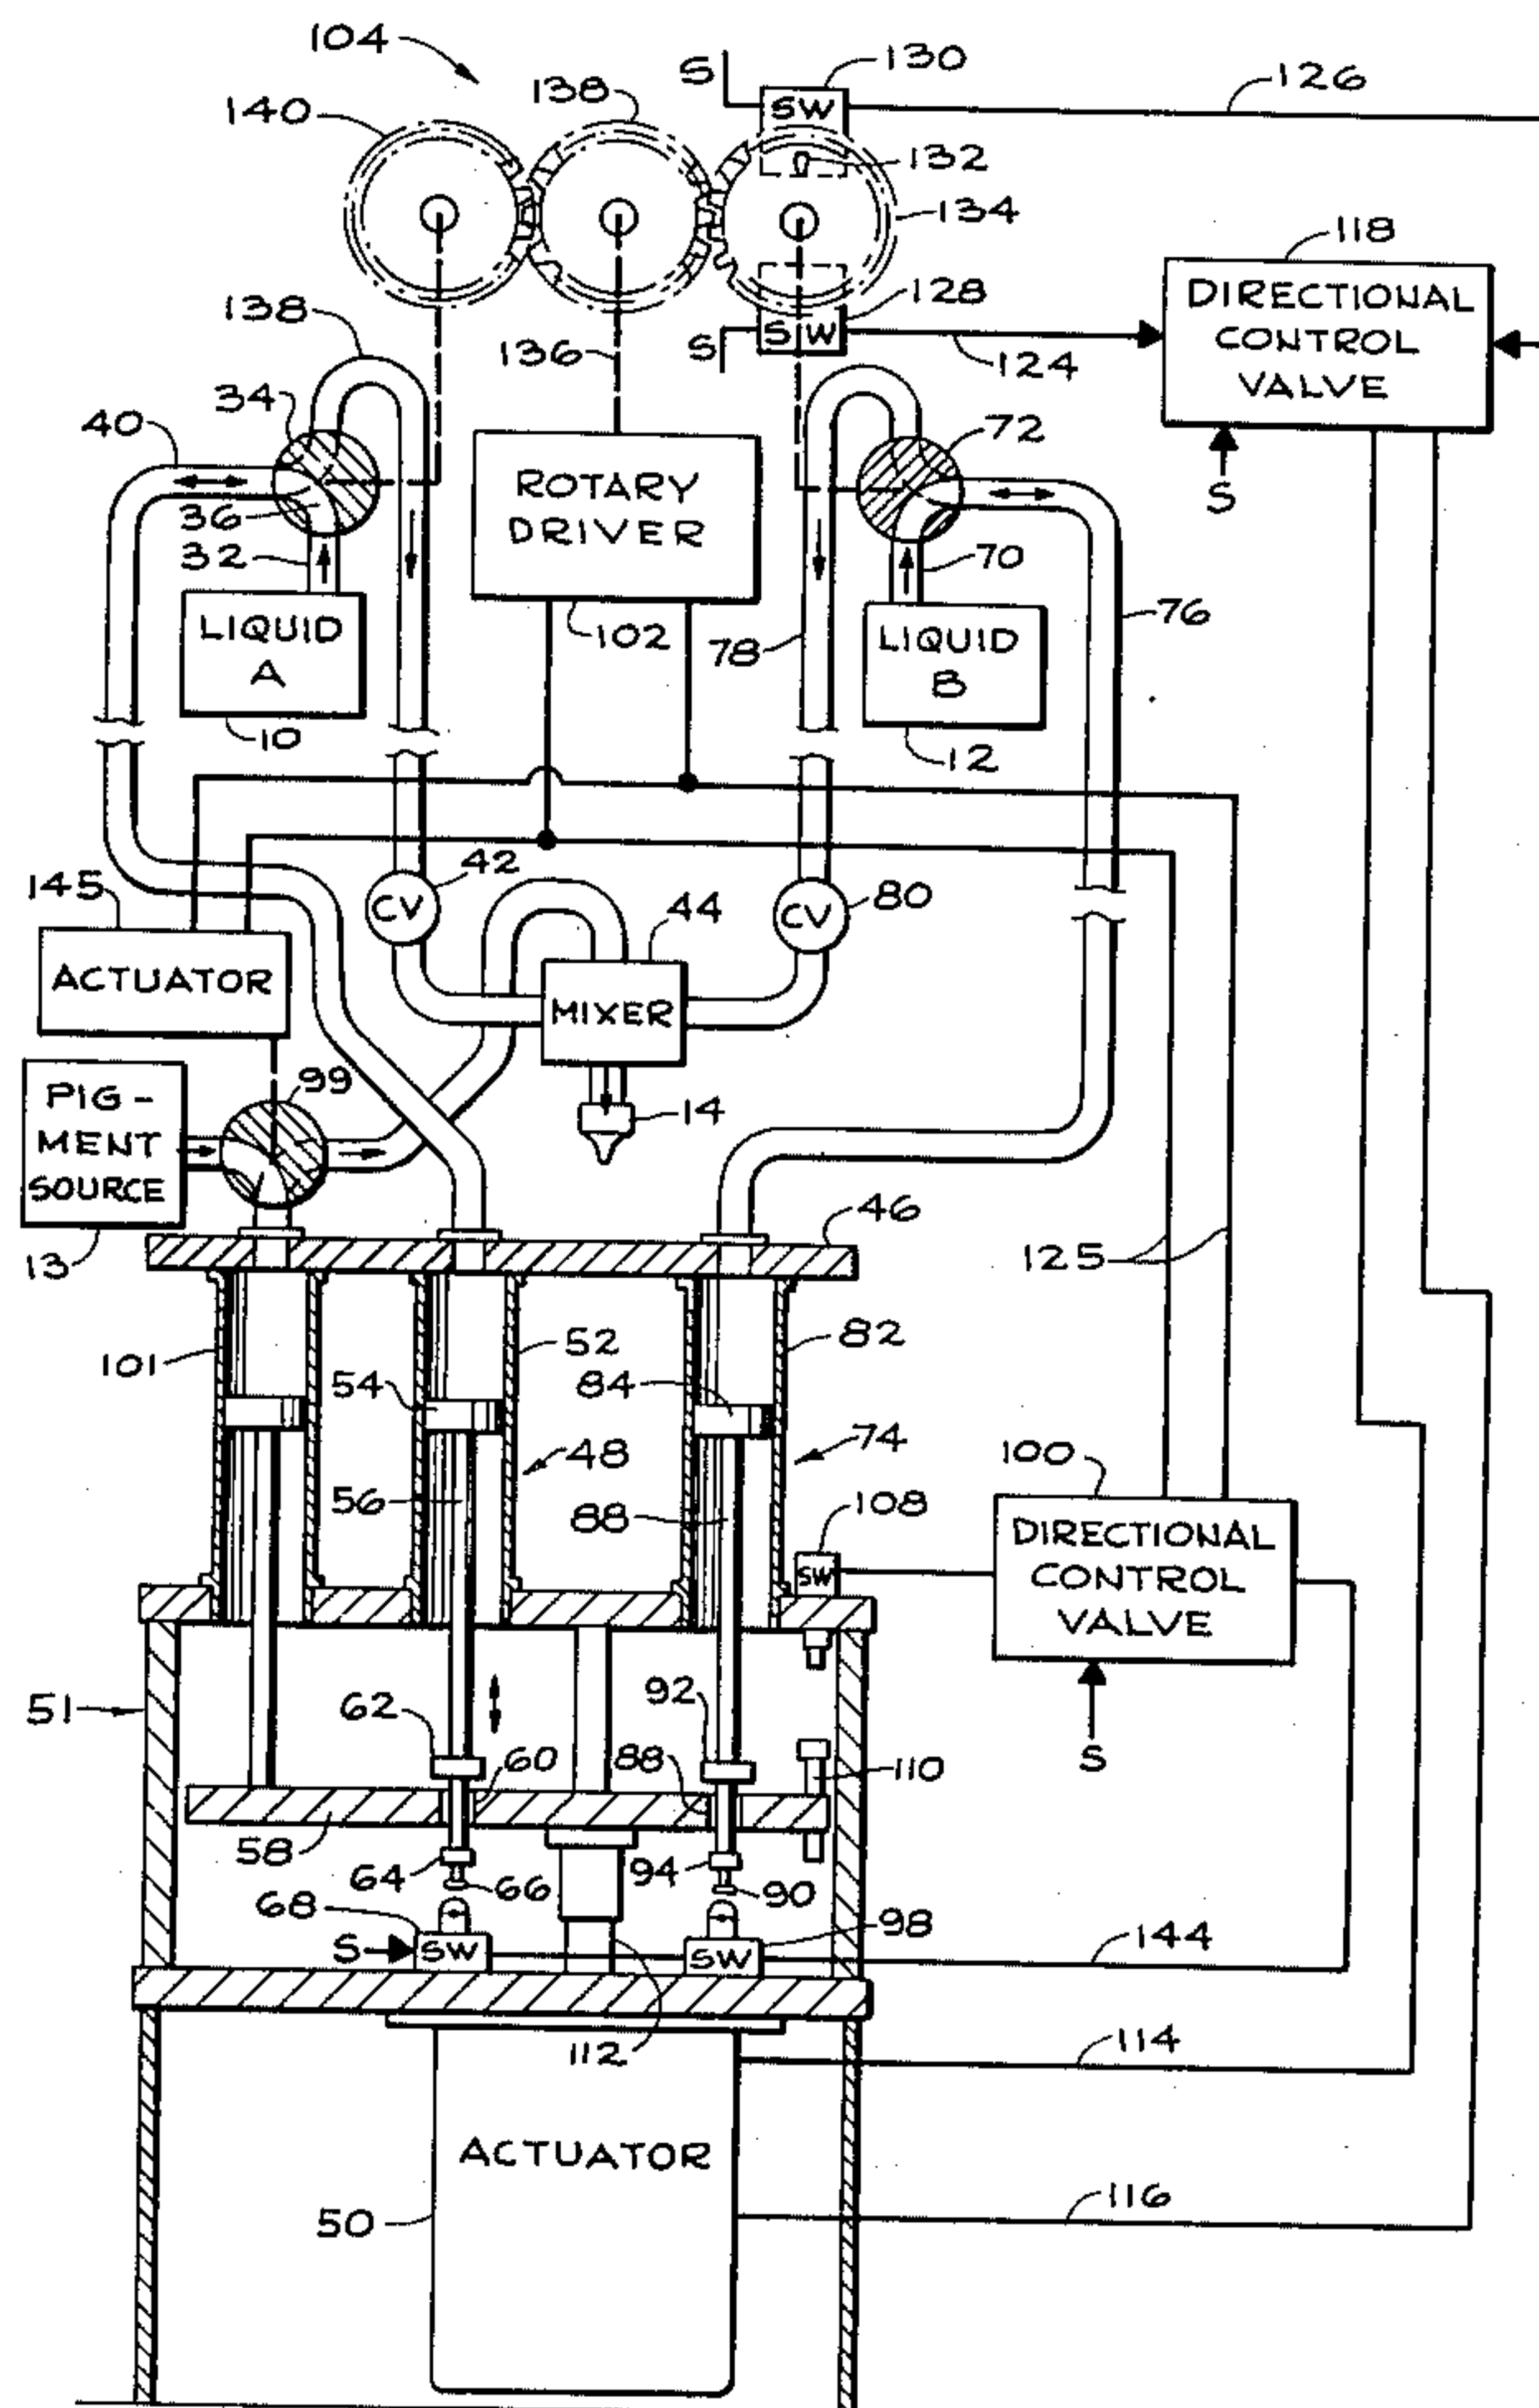 104
S
130
126
140
138
SW
132
134
118
DIRECTIONAL
CONTROL
VALVE
S
138
136
128
S
SW
124
34
40
72
36
32
ROTARY
DRIVER
70
76
LIQUID
A
102
78
LIQUID
B
10
12
42
44
80
CV
CV
145
ACTUATOR
MIXER
99
PIG-
MENT
SOURCE
14
13
46
125
101
52
82
54
84
48
74
56
88
108
SW
100
DIRECTIONAL
CONTROL
VALVE
S
51
62
92
60
88
110
58
64
66
94
90
68
98
S
SW
SW
144
112
114
ACTUATOR
50
116